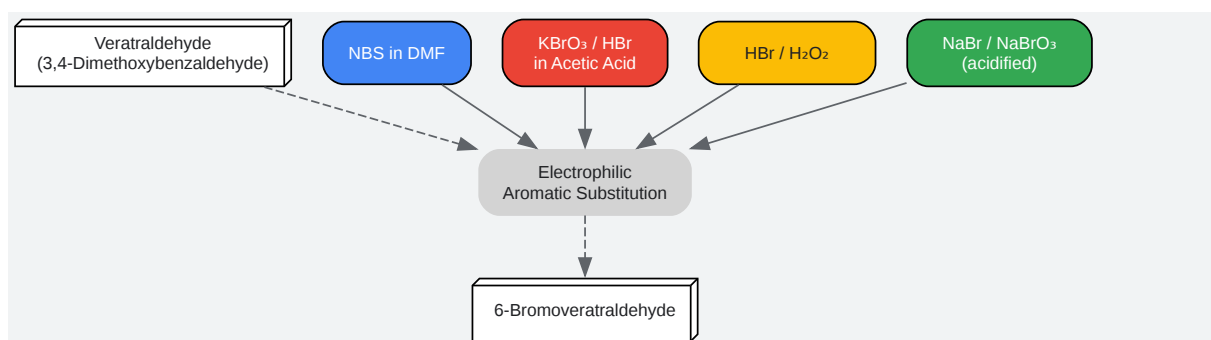 Veratraldehyde
(3,4-Dimethoxybenzaldehyde)
NBS in DMF
KBrO₃ / HBr
in Acetic Acid
HBr / H₂O₂
NaBr / NaBrO₃
(acidified)
Electrophilic
Aromatic Substitution
6-Bromoveratraldehyde